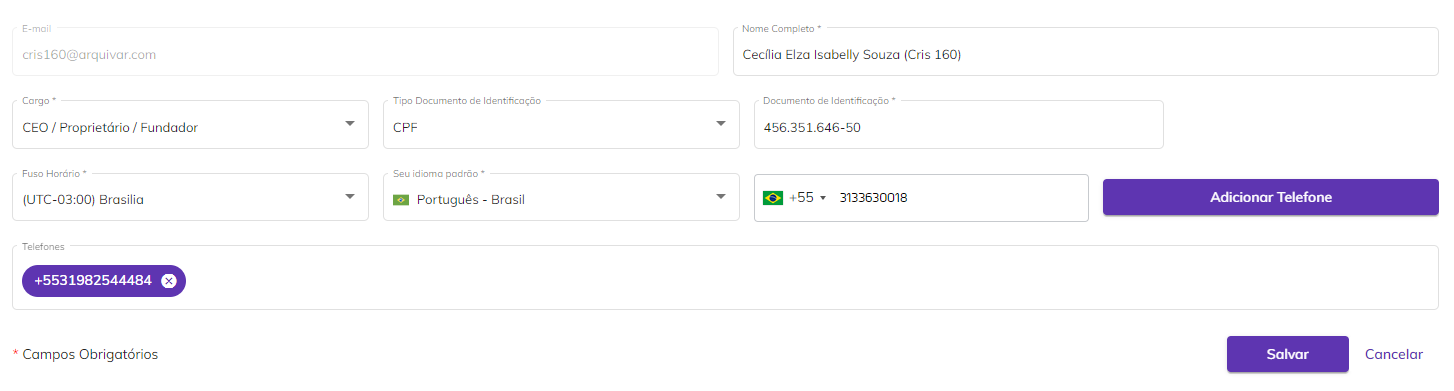 E-mail
Nome Completo *
cris160@arquivar.com
Cecília Elza Isabelly Souza (Cris 160)
Cargo *
Tipo Documento de Identificação
Documento de Identificação *
CEO / Proprietário / Fundador
CPF
456.351.646-50
Fuso Horário *
Seu idioma padrão *
(UTC-03:00) Brasilia
Português - Brasil
+55
3133630018
Adicionar Telefone
Telefones
+5531982544484
* Campos Obrigatórios
Salvar
Cancelar